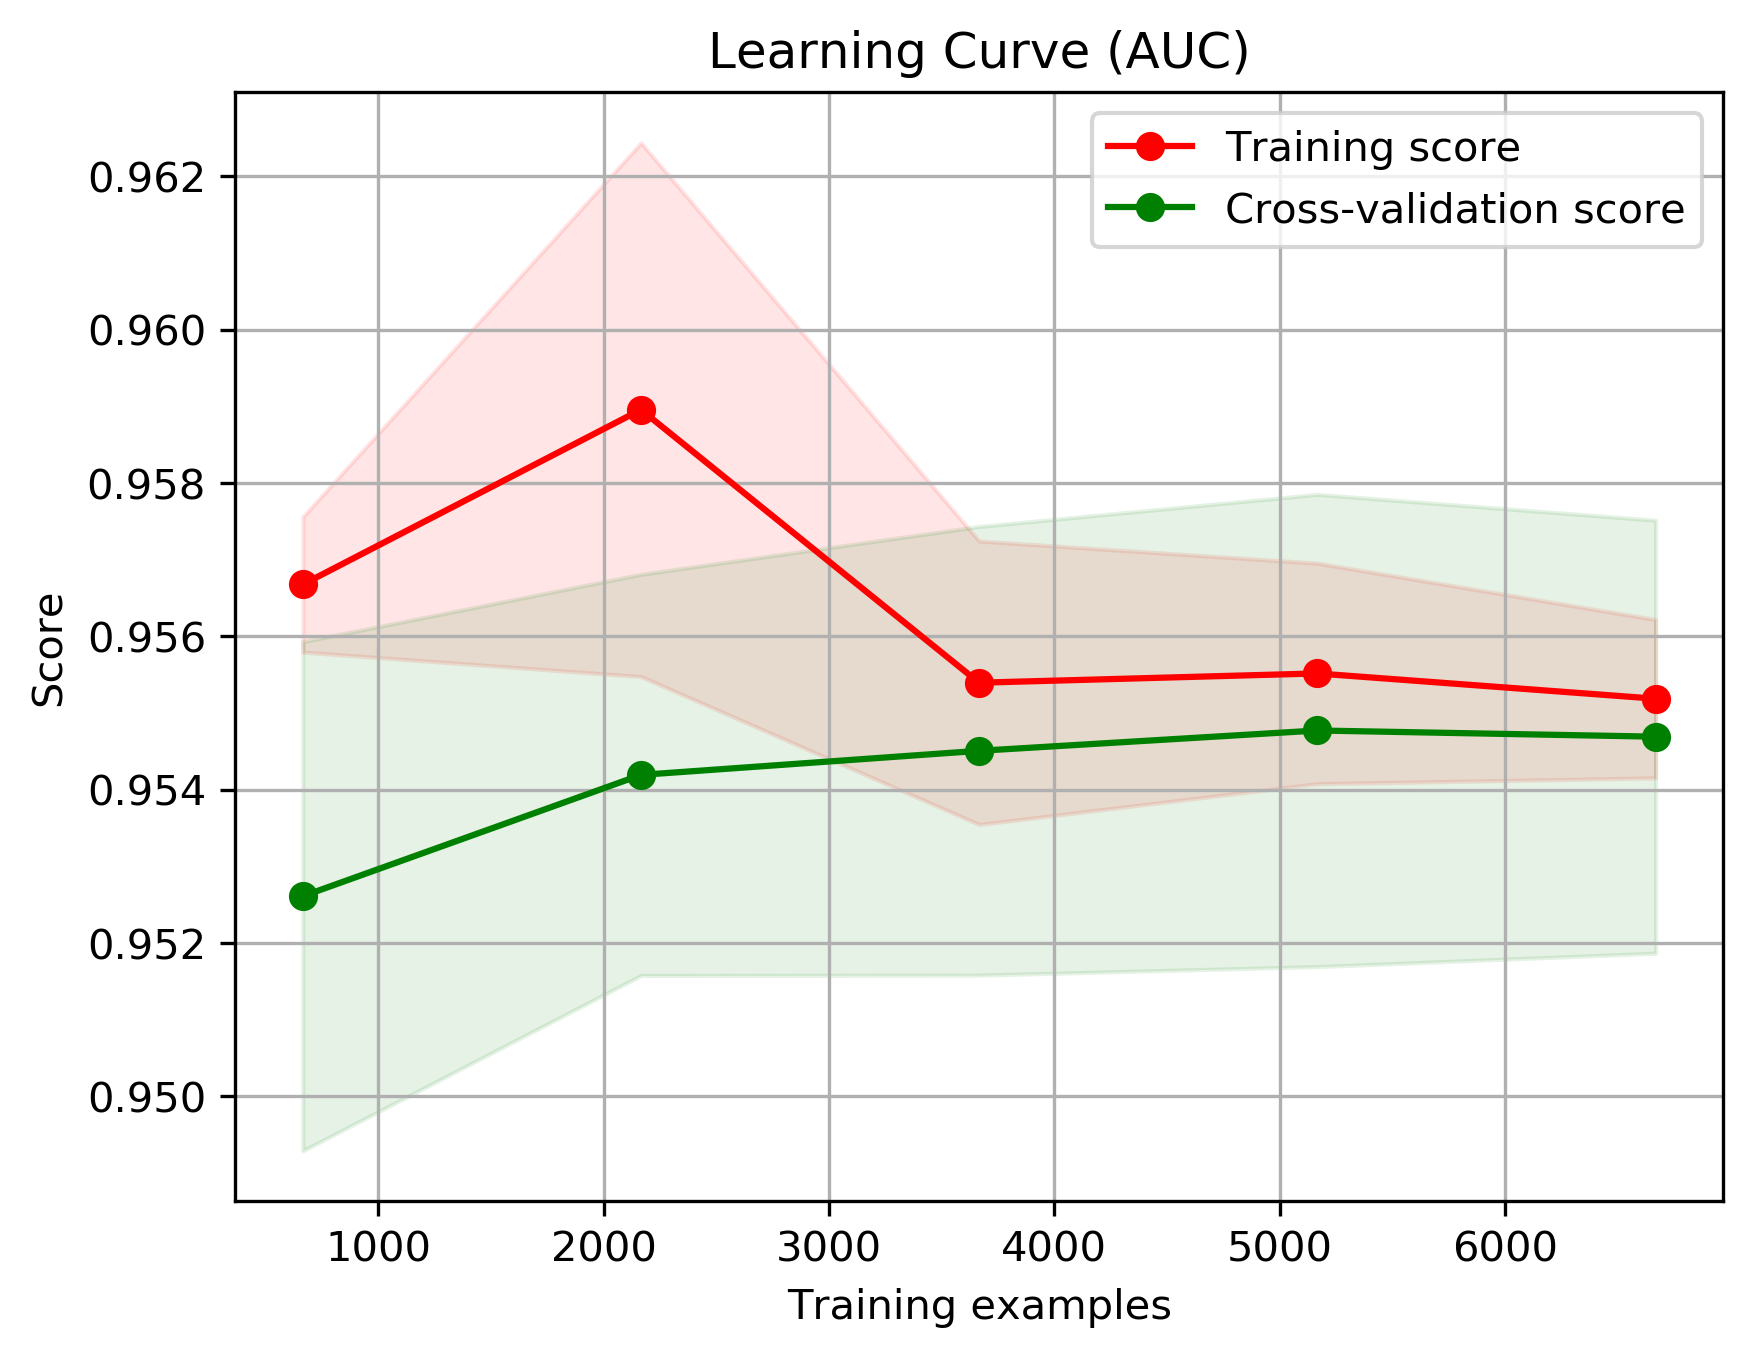 Learning Curve (AUC)
Training score
Cross-validation score
0.962
0.960
0.958
0.956
0.954
0.952
0.950
Score
1000 2000 3000 4000 5000 6000
Training examples